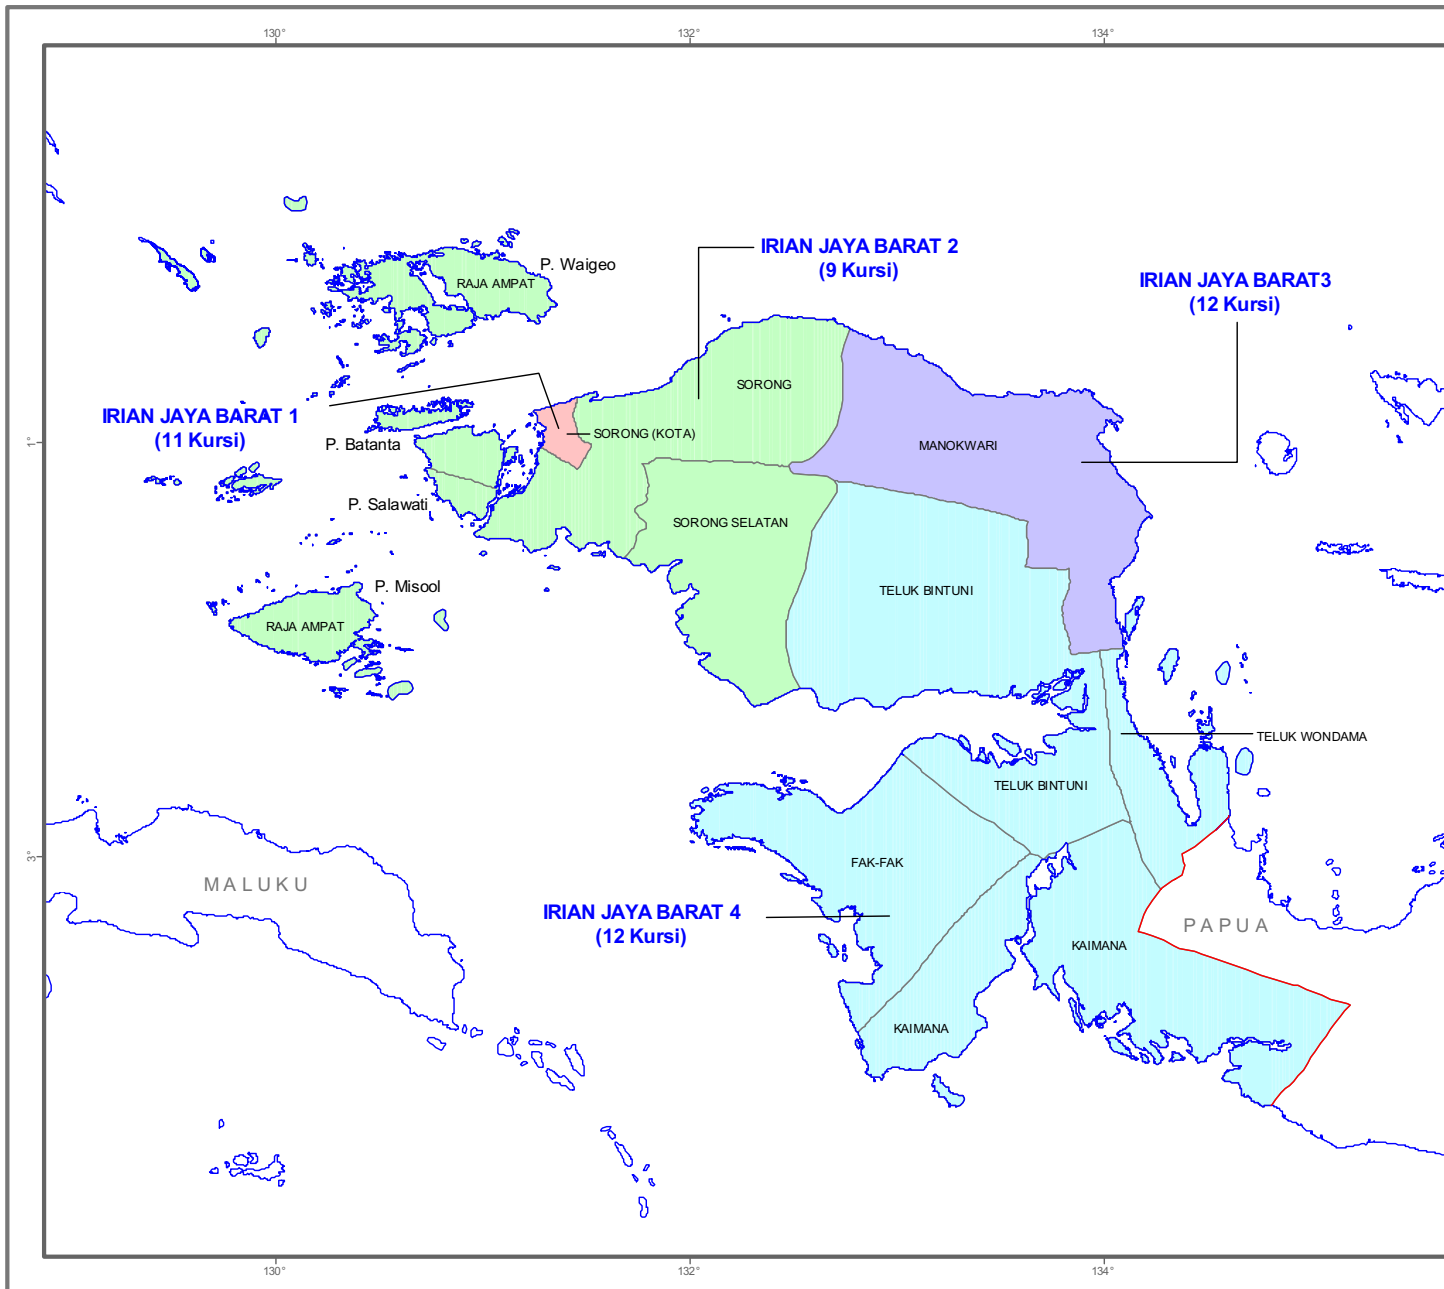 130°
132°
134°
IRIAN JAYA BARAT 2
(9 Kursi)
P. Waigeo
RAJA AMPAT
IRIAN JAYA BARAT3
(12 Kursi)
SORONG
IRIAN JAYA BARAT 1
(11 Kursi)
SORONG (KOTA)
P. Batanta
1°
MANOKWARI
P. Salawati
SORONG SELATAN
P. Misool
TELUK BINTUNI
RAJA AMPAT
TELUK WONDAMA
TELUK BINTUNI
3°
FAK-FAK
MALUKU
IRIAN JAYA BARAT 4
(12 Kursi)
PAPUA
KAIMANA
KAIMANA
130°
132°
134°